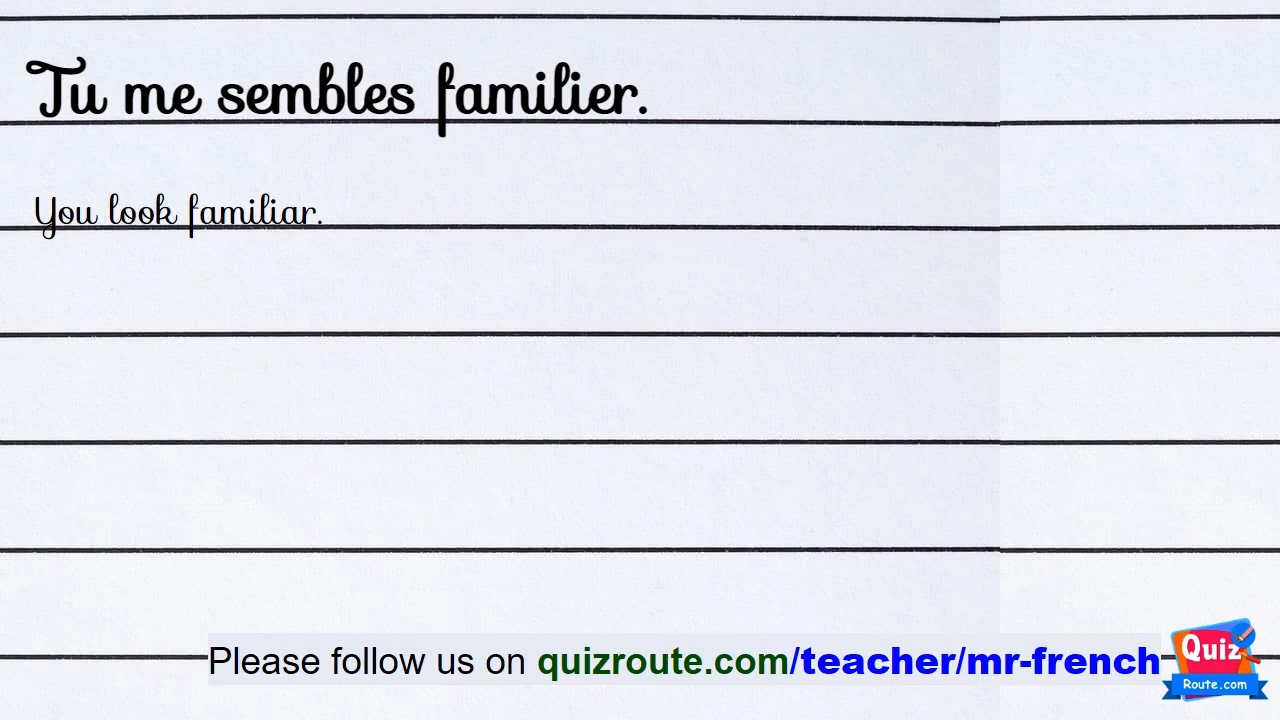 Tu me sembles familier.
You look familiar.
Please follow us on quizroute.com/teacher/mr-french
Quiz
Route.com